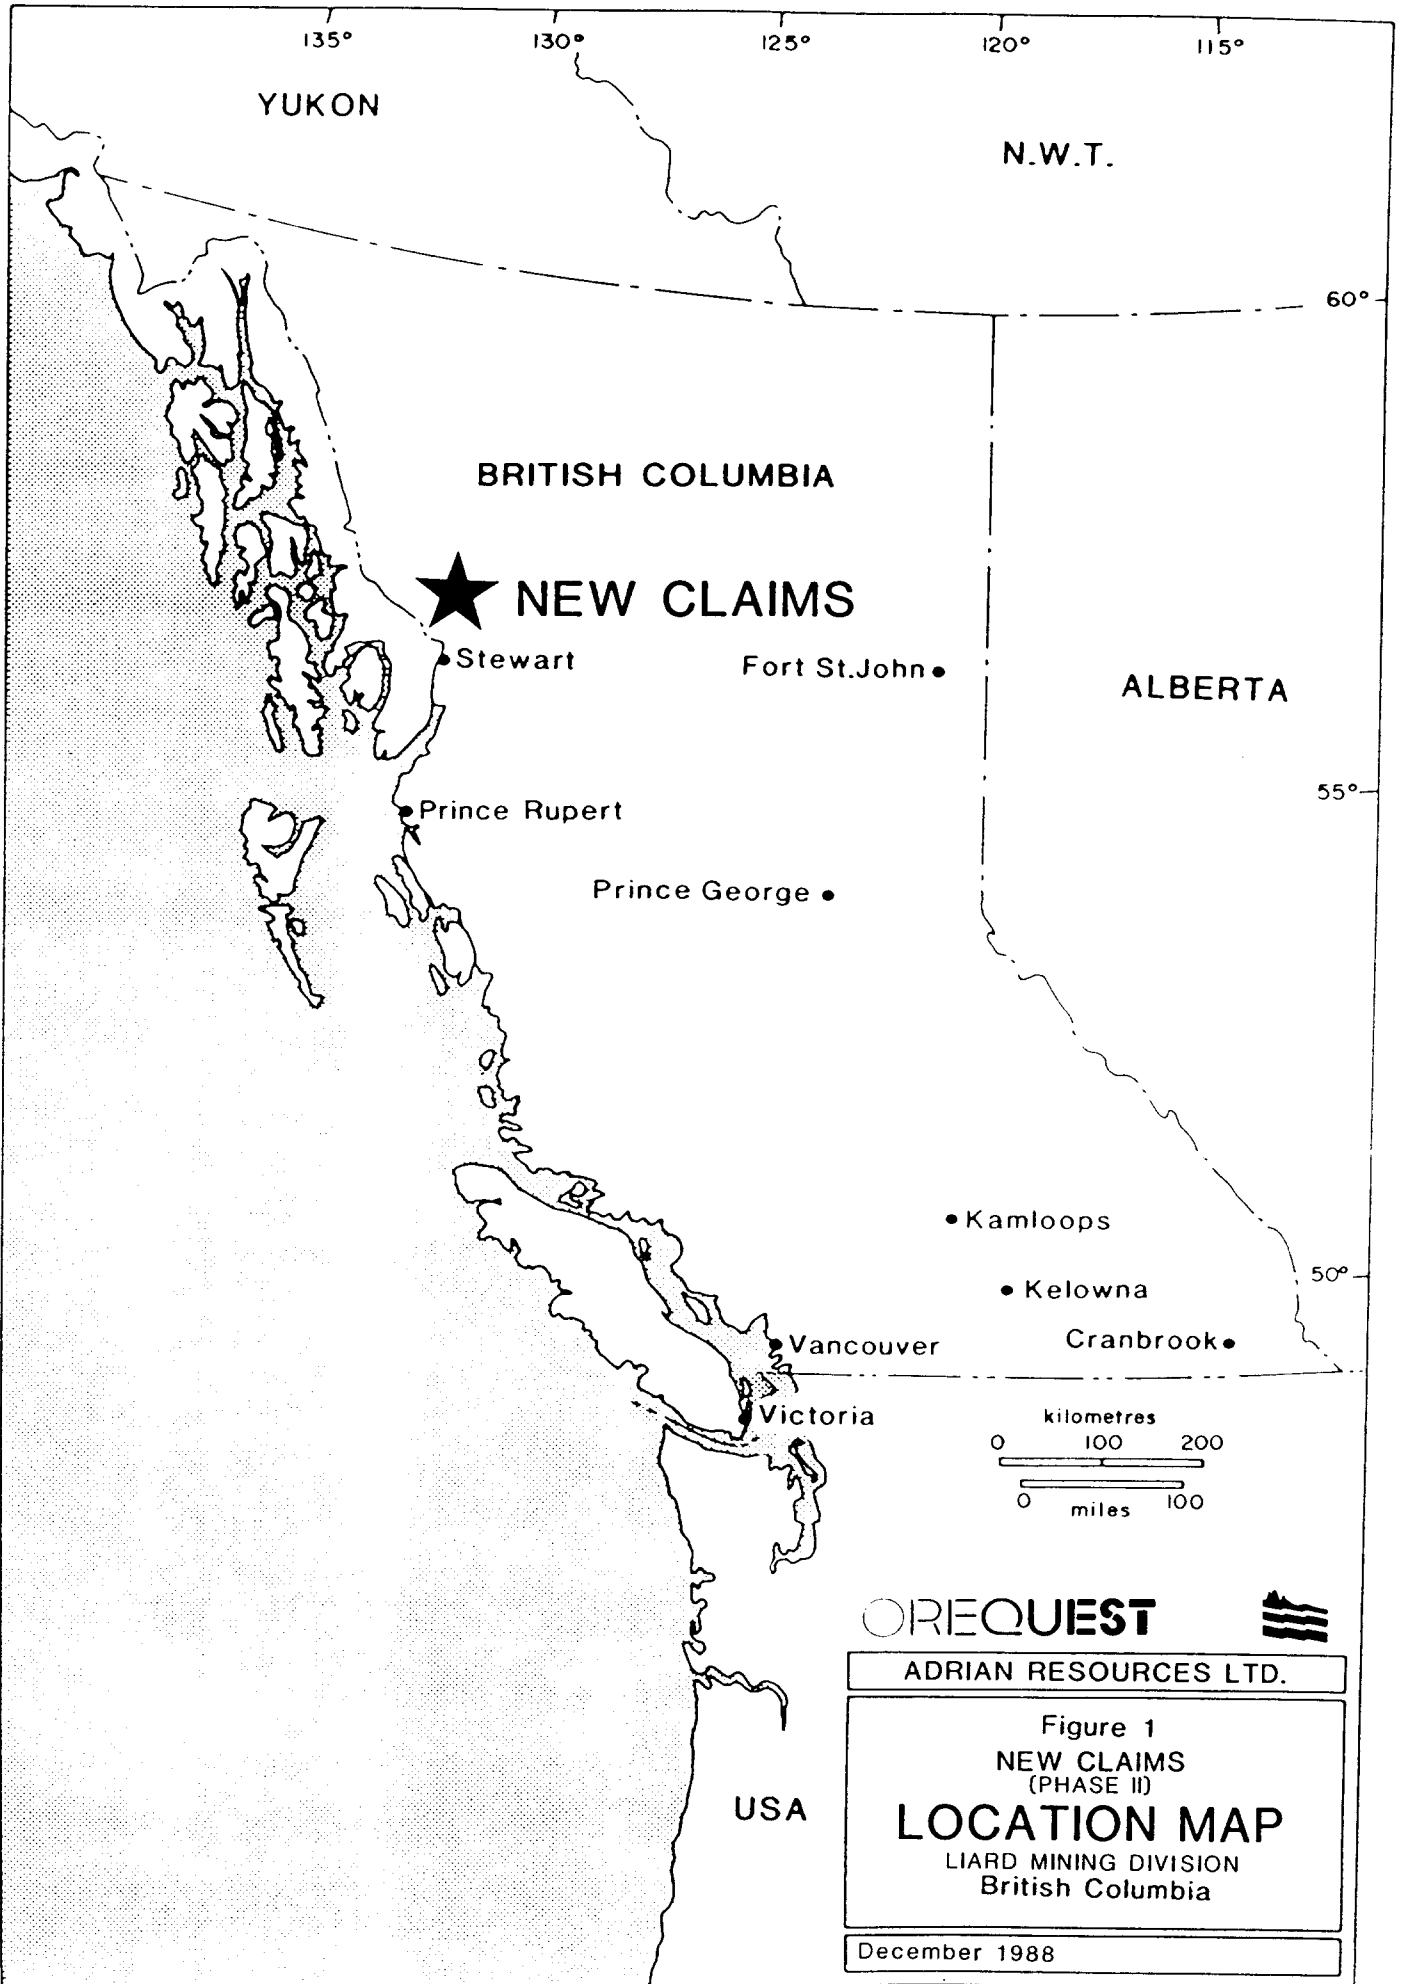 135° 130° 125° 120° 115°
YUKON
N.W.T.
60°
BRITISH COLUMBIA
NEW CLAIMS
Stewart
Fort St.John
ALBERTA
55°
Prince Rupert
Prince George
Kamloops
50°
Kelowna
Vancouver
Cranbrook
Victoria
kilometres
0 100 200
0 100
miles
OREQUEST
ADRIAN RESOURCES LTD.
Figure 1
NEW CLAIMS
(PHASE II)
LOCATION MAP
LIARD MINING DIVISION
British Columbia
USA
December 1988